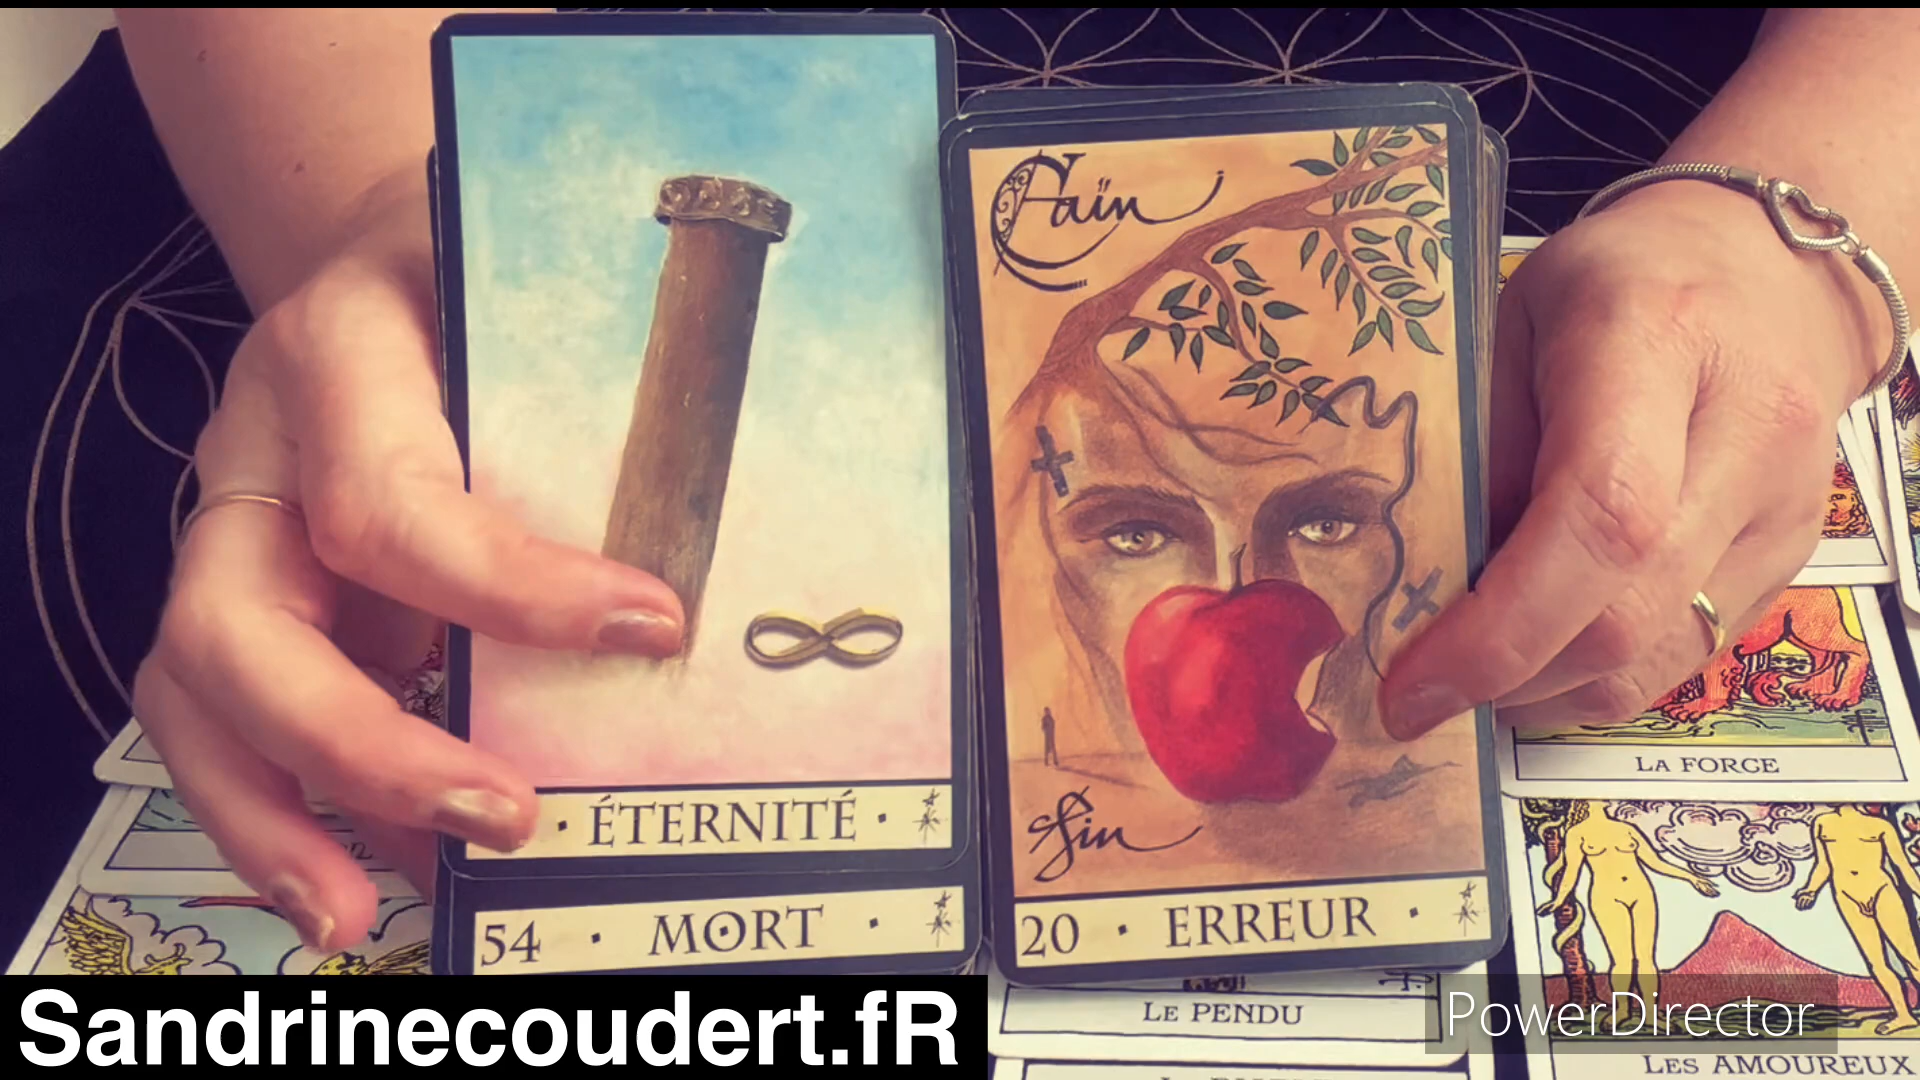 Caïn
Fin
· ÉTERNITÉ ·
54 · MORT ·
20 · ERREUR ·
LA FORCE
LE PENDU
LES AMOUREUX
Sandrinecoudert.fR
PowerDirector